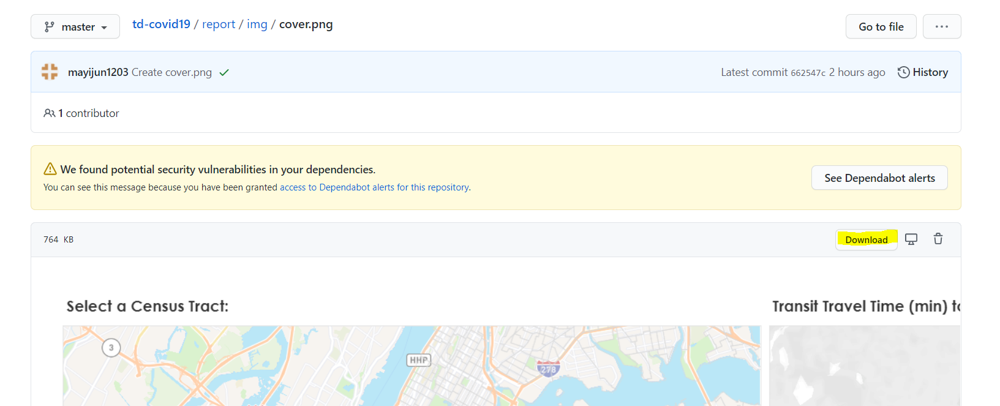 master
td-covid19 / report / img / cover.png
Go to file
...
mayijun1203 Create cover.png
Latest commit 662547c 2 hours ago
History
1 contributor
We found potential security vulnerabilities in your dependencies.
You can see this message because you have been granted access to Dependabot alerts for this repository.
See Dependabot alerts
764 KB
Download
Select a Census Tract:
Transit Travel Time (min)
3
HHP
278